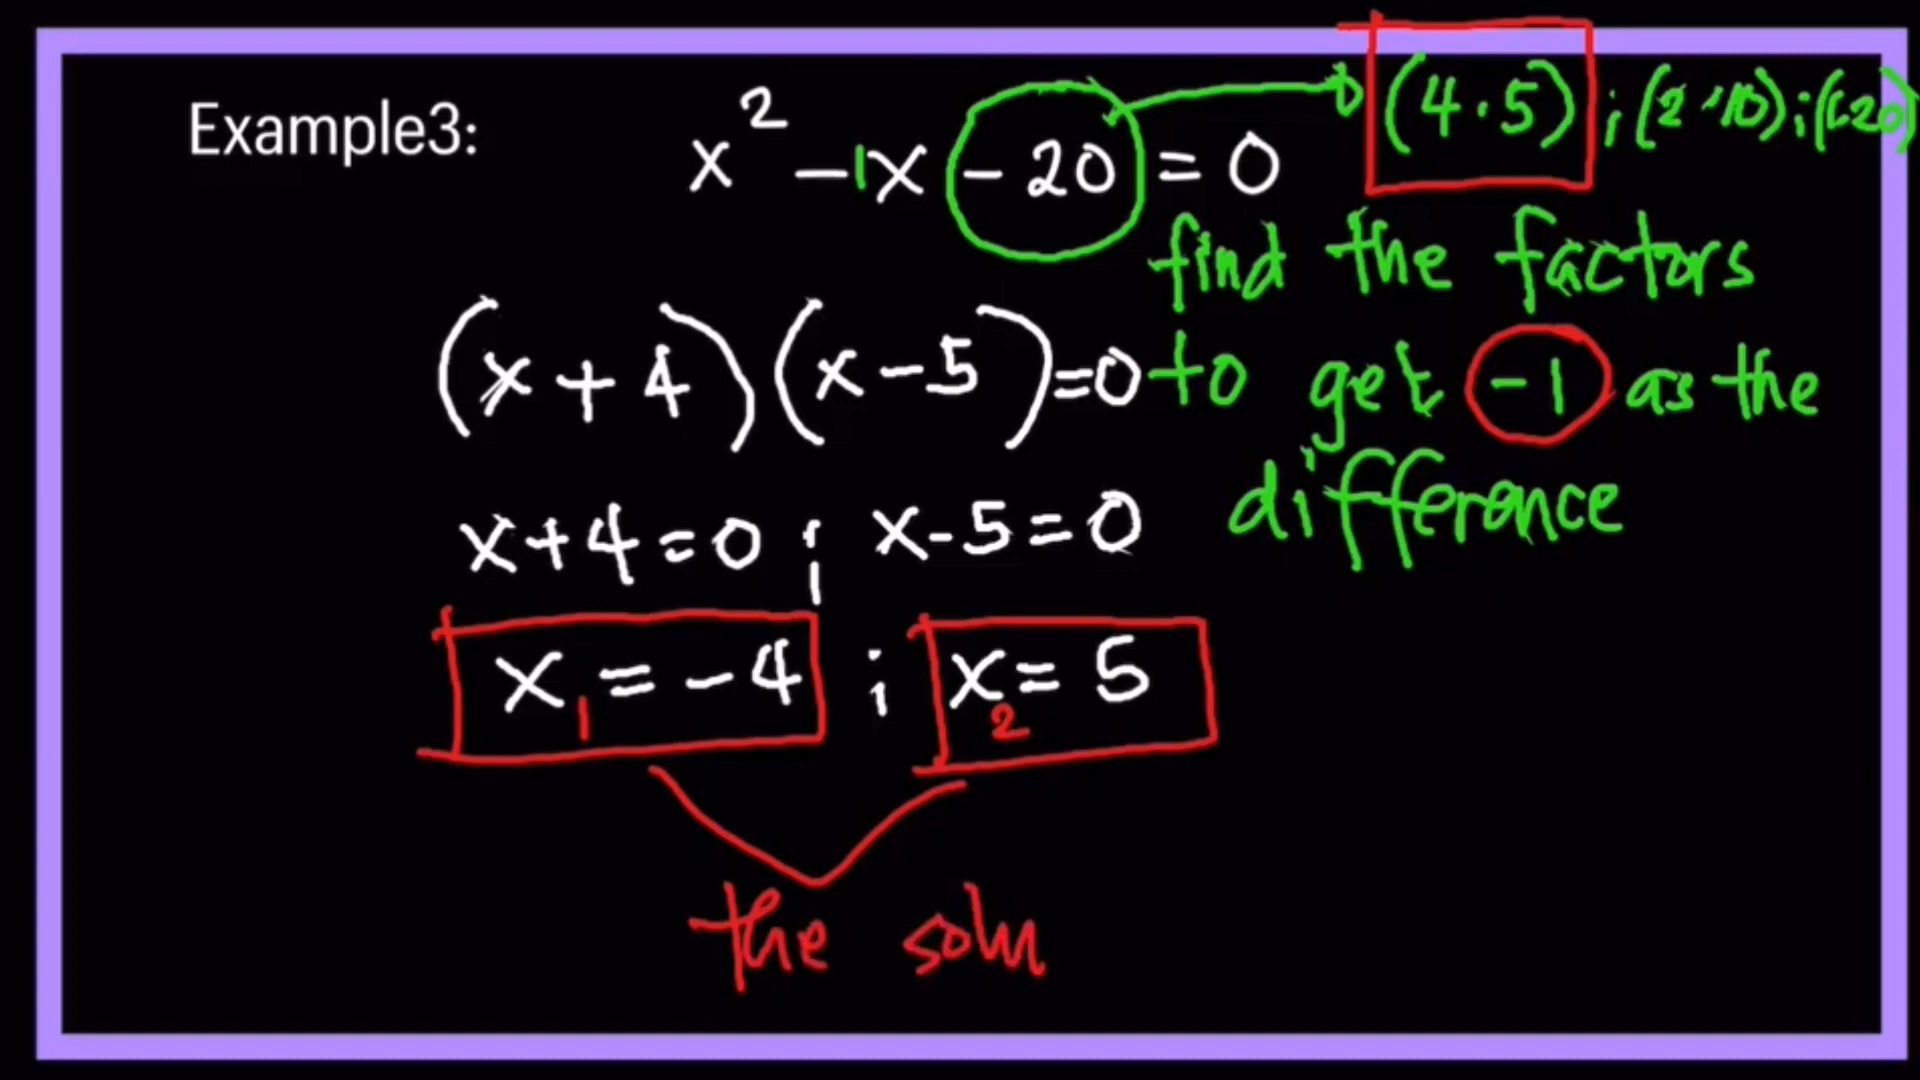 Example3:
x² - 1x - 20 = 0
(4 · 5) ; (2 · 10) ; (1·20)
find the factors
to get -1 as the
difference
(x + 4)(x - 5) = 0
x + 4 = 0 ; x - 5 = 0
x₁ = - 4 ; x₂ = 5
the soln